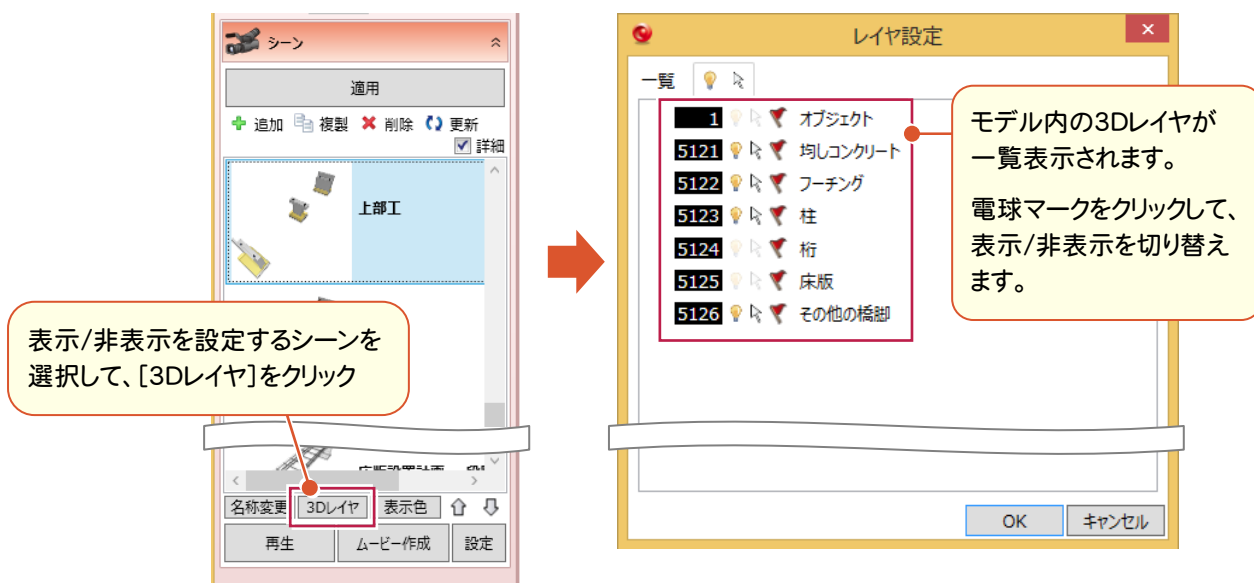 シーン
適用
追加 複製 削除 更新
詳細
上部工
表示/非表示を設定するシーンを
選択して、[3Dレイヤ]をクリック
名称変更 3Dレイヤ 表示色
再生 ムービー作成 設定
レイヤ設定
一覧
1 オブジェクト
5121 均しコンクリート
5122 フーチング
5123 柱
5124 桁
5125 床版
5126 その他の橋脚
モデル内の3Dレイヤが
一覧表示されます。
電球マークをクリックして、
表示/非表示を切り替え
ます。
OK キャンセル